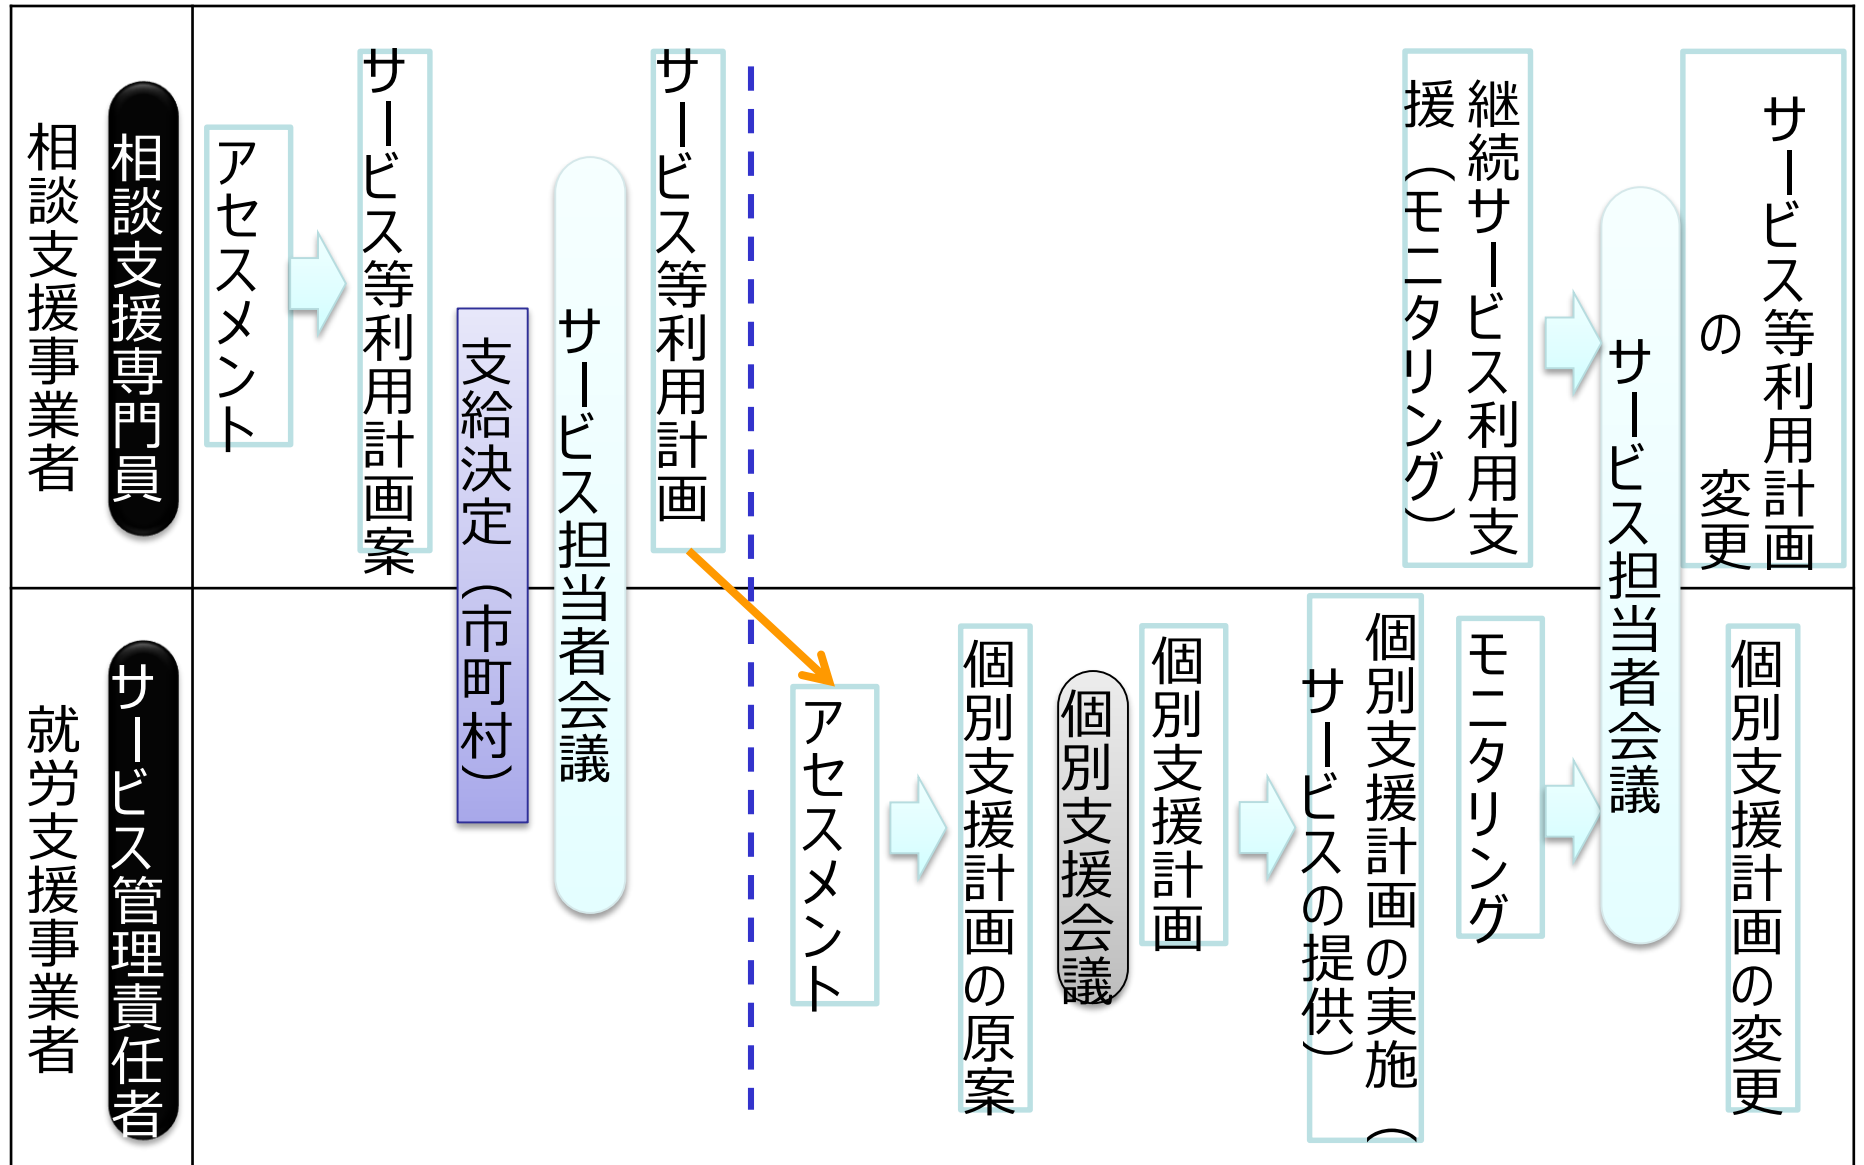 相談支援事業者
相談支援専門員
アセスメント
サービス等利用計画案
支給決定（市町村）
サービス担当者会議
サービス等利用計画
継続サービス利用支
援（モニタリング）
サービス担当者会議
サービス等利用計画
の　　変更
就労支援事業者
サービス管理責任者
アセスメント
個別支援計画の原案
個別支援会議
個別支援計画
個別支援計画の実施（
サービスの提供）
モニタリング
個別支援計画の変更